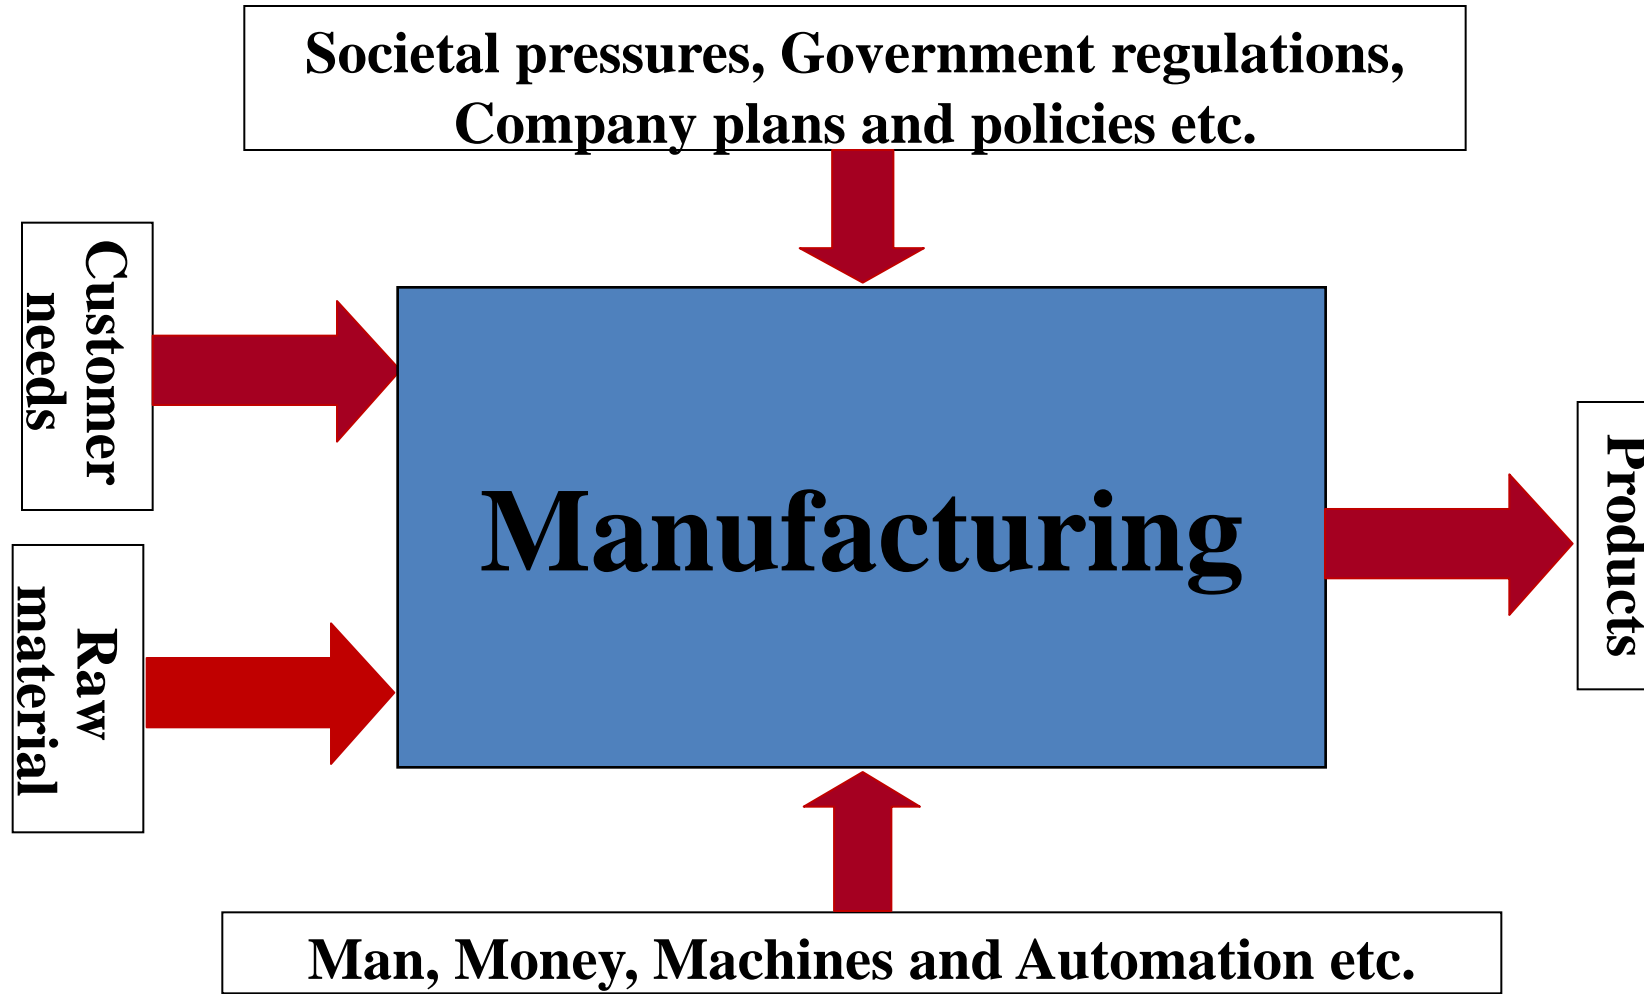 Societal pressures, Government regulations,
Company plans and policies etc.
Customer
needs
Manufacturing
Products
Raw
material
Man, Money, Machines and Automation etc.